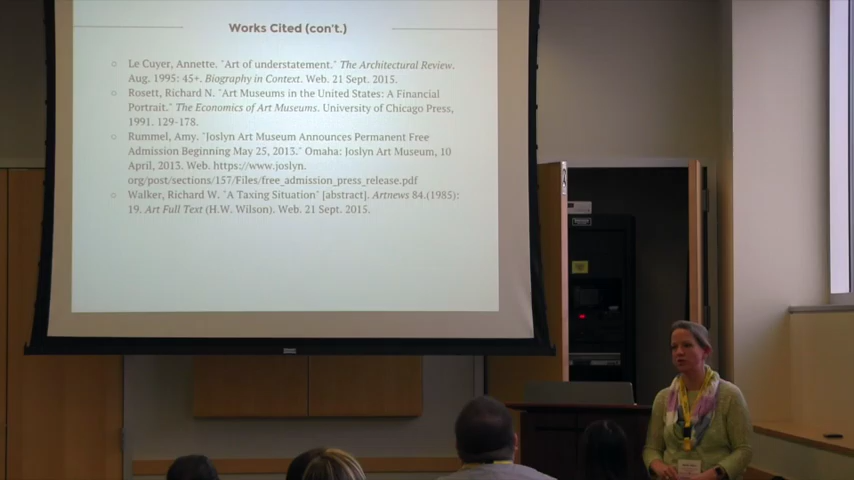 Works Cited (con't.)
○ Le Cuyer, Annette. "Art of understatement." The Architectural Review.
Aug. 1995: 45+. Biography in Context. Web. 21 Sept. 2015.
○ Rosett, Richard N. "Art Museums in the United States: A Financial
Portrait." The Economics of Art Museums. University of Chicago Press,
1991. 129-178.
○ Rummel, Amy. "Joslyn Art Museum Announces Permanent Free
Admission Beginning May 25, 2013." Omaha: Joslyn Art Museum, 10
April, 2013. Web. https://www.joslyn.
org/post/sections/157/Files/free_admission_press_release.pdf
○ Walker, Richard W. "A Taxing Situation" [abstract]. Artnews 84.(1985):
19. Art Full Text (H.W. Wilson). Web. 21 Sept. 2015.